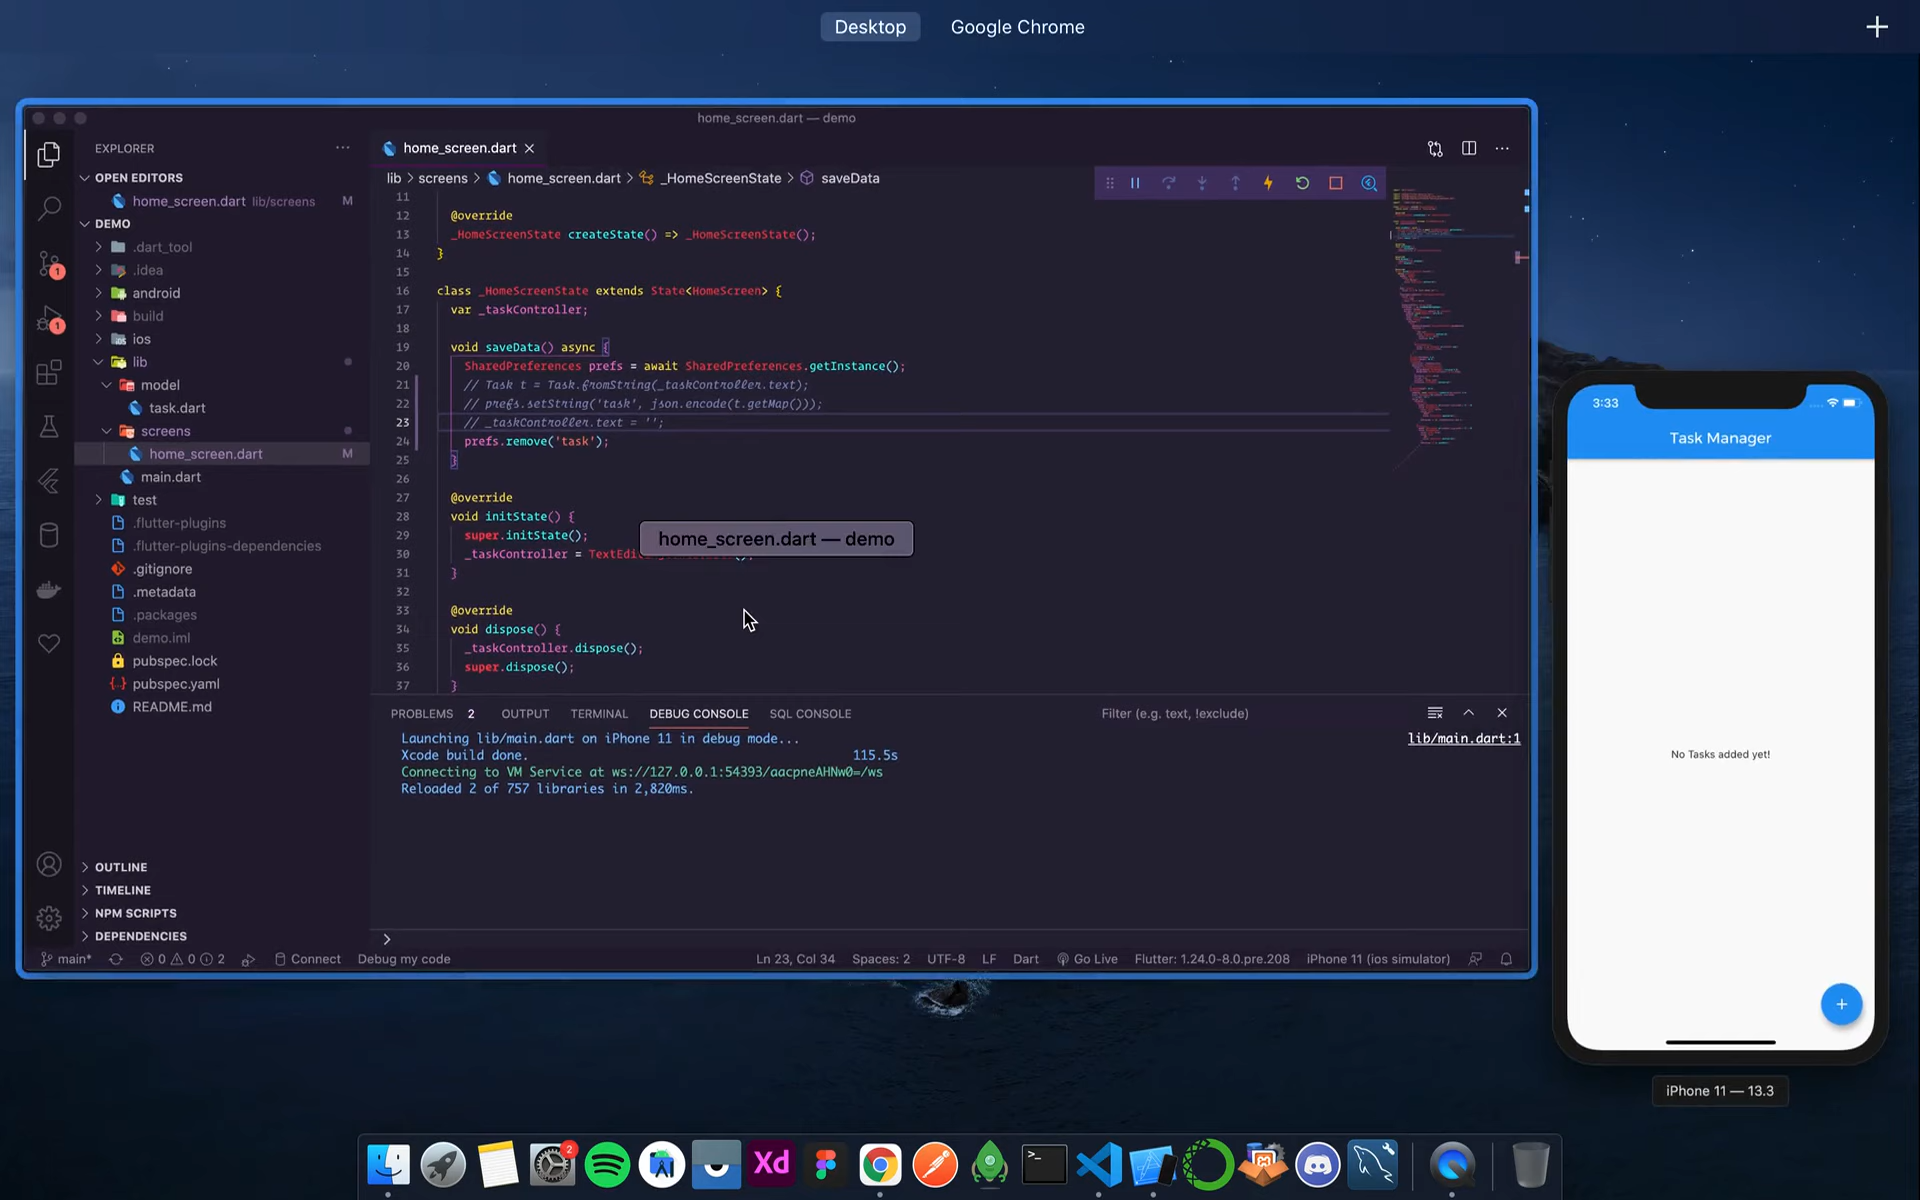 Desktop Google Chrome
home_screen.dart — demo
EXPLORER
OPEN EDITORS
home_screen.dart lib/screens M
DEMO
.dart_tool
.idea
android
build
ios
lib
model
task.dart
screens
home_screen.dart M
main.dart
test
.flutter-plugins
.flutter-plugins-dependencies
.gitignore
.metadata
.packages
demo.iml
pubspec.lock
pubspec.yaml
README.md
OUTLINE
TIMELINE
NPM SCRIPTS
DEPENDENCIES
1
1
home_screen.dart
lib > screens > home_screen.dart > _HomeScreenState > saveData
11
12 @override
13 _HomeScreenState createState() => _HomeScreenState();
14 }
15
16 class _HomeScreenState extends State<HomeScreen> {
17 var _taskController;
18
19 void saveData() async {
20 SharedPreferences prefs = await SharedPreferences.getInstance();
21 // Task t = Task.fromString(_taskController.text);
22 // prefs.setString('task', json.encode(t.getMap()));
23 // _taskController.text = '';
24 prefs.remove('task');
25 }
26
27 @override
28 void initState() {
29 super.initState();
30 _taskController =
31 }
32
33 @override
34 void dispose() {
35 _taskController.dispose();
36 super.dispose();
37 }
home_screen.dart — demo
PROBLEMS 2 OUTPUT TERMINAL DEBUG CONSOLE SQL CONSOLE Filter (e.g. text, !exclude)
Launching lib/main.dart on iPhone 11 in debug mode... lib/main.dart:1
Xcode build done. 115.5s
Connecting to VM Service at ws://127.0.0.1:54393/aacpneAHNw0=/ws
Reloaded 2 of 757 libraries in 2,820ms.
main* 0 0 2 Connect Debug my code Ln 23, Col 34 Spaces: 2 UTF-8 LF Dart Go Live Flutter: 1.24.0-8.0.pre.208 iPhone 11 (ios simulator)
3:33
Task Manager
No Tasks added yet!
iPhone 11 — 13.3
2
Xd